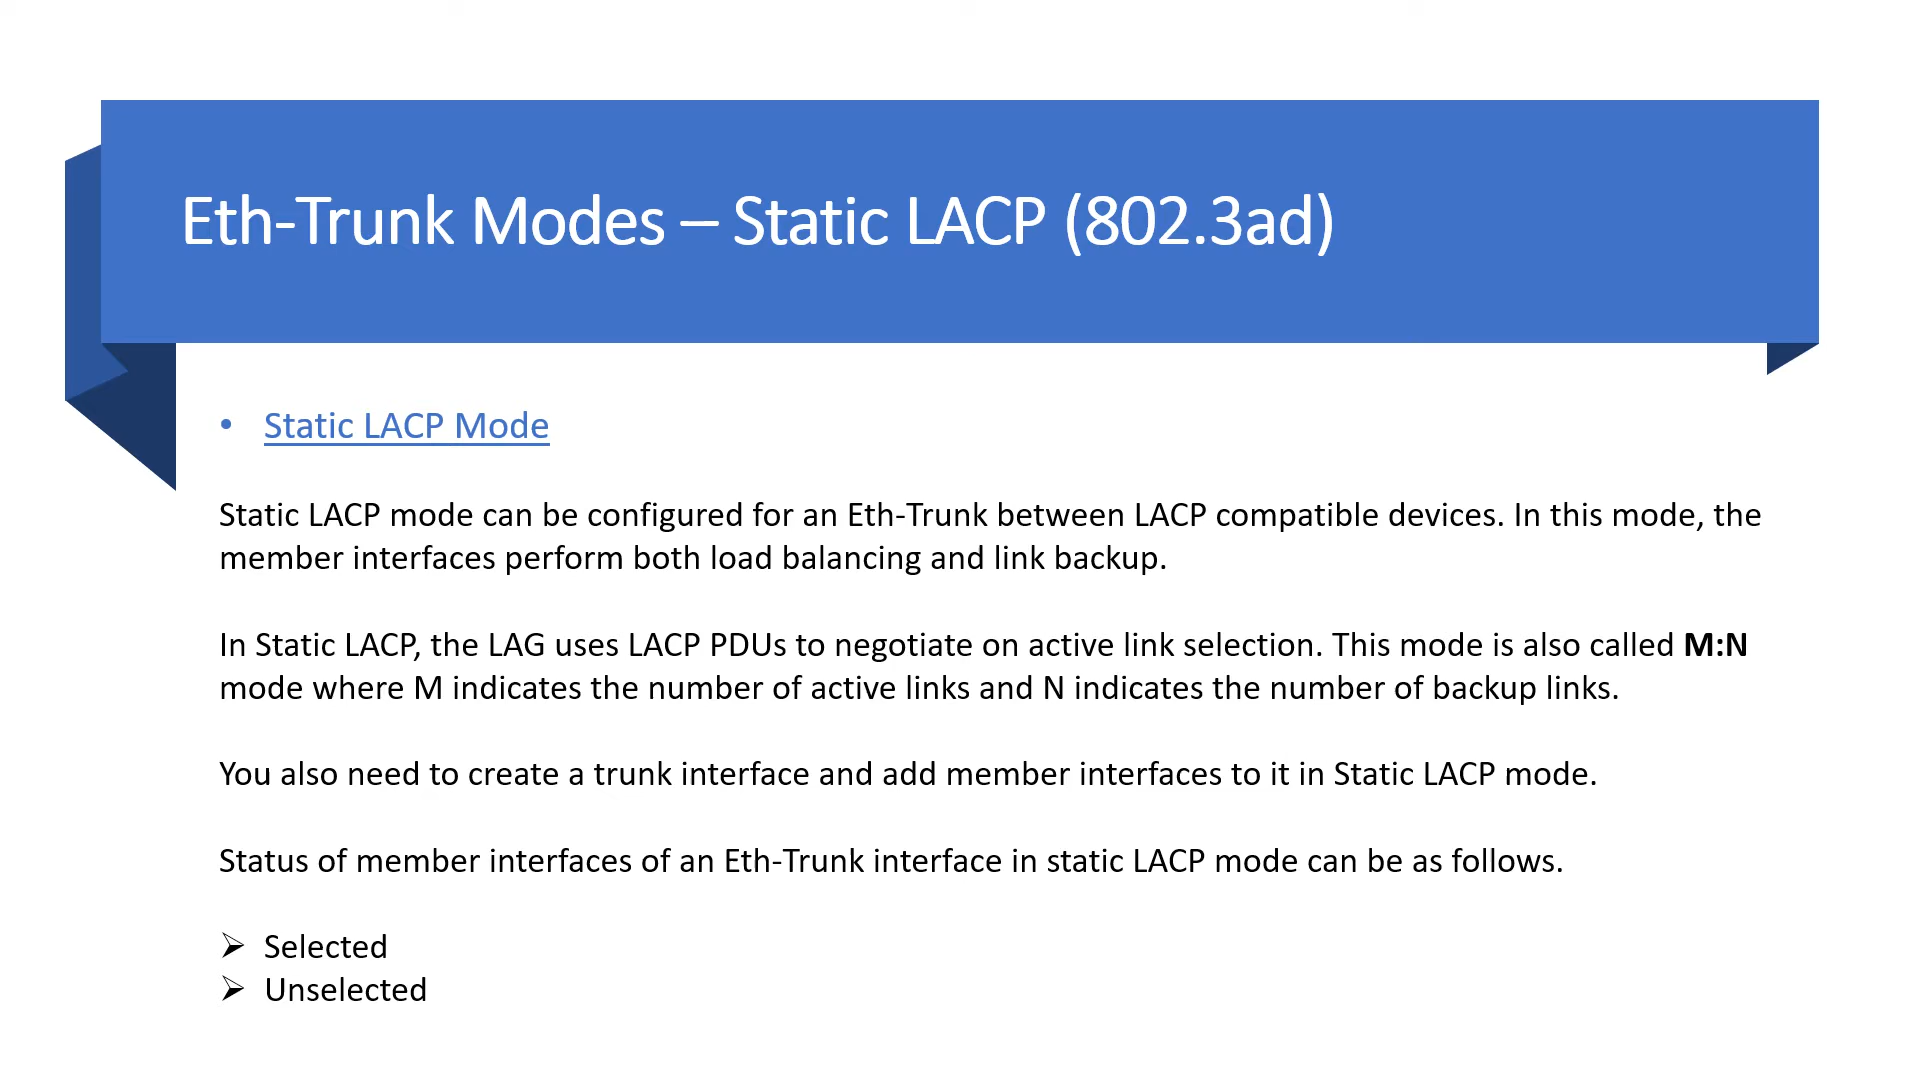 Eth-Trunk Modes – Static LACP (802.3ad)
• Static LACP Mode
Static LACP mode can be configured for an Eth-Trunk between LACP compatible devices. In this mode, the
member interfaces perform both load balancing and link backup.
In Static LACP, the LAG uses LACP PDUs to negotiate on active link selection. This mode is also called M:N
mode where M indicates the number of active links and N indicates the number of backup links.
You also need to create a trunk interface and add member interfaces to it in Static LACP mode.
Status of member interfaces of an Eth-Trunk interface in static LACP mode can be as follows.
➢ Selected
➢ Unselected